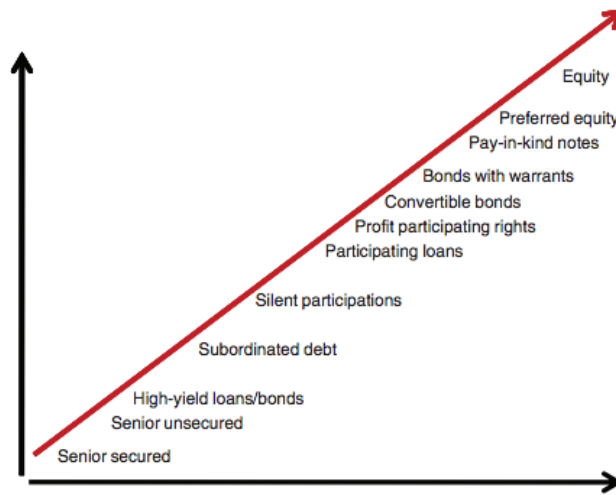 Equity
Preferred equity
Pay-in-kind notes
Bonds with warrants
Convertible bonds
Profit participating rights
Participating loans
Silent participations
Subordinated debt
High-yield loans/bonds
Senior unsecured
Senior secured